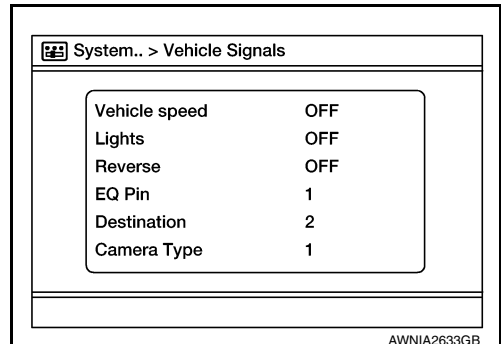 System.. > Vehicle Signals
Vehicle speed OFF
Lights OFF
Reverse OFF
EQ Pin 1
Destination 2
Camera Type 1
AWNIA2633GB